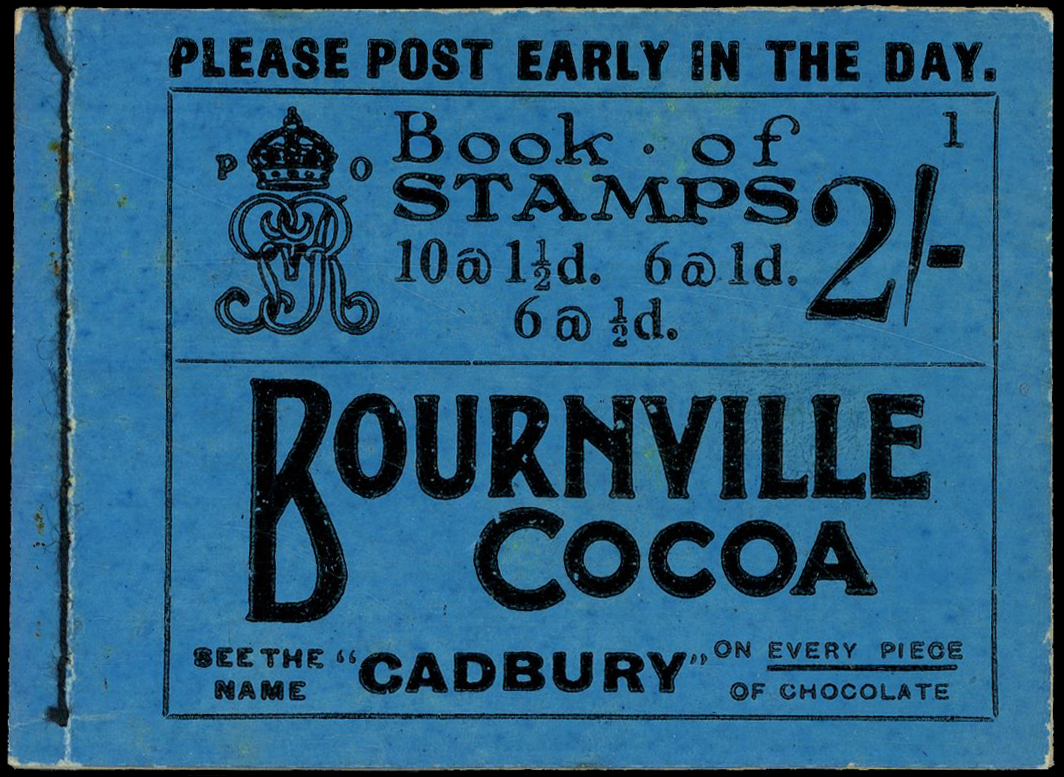 PLEASE POST EARLY IN THE DAY.
P O
GVR
Book · of
1
STAMPS
2/-
10 @ 1½d. 6 @ 1d.
6 @ ½d.
BOURNVILLE
COCOA
SEE THE NAME "CADBURY" ON EVERY PIECE OF CHOCOLATE